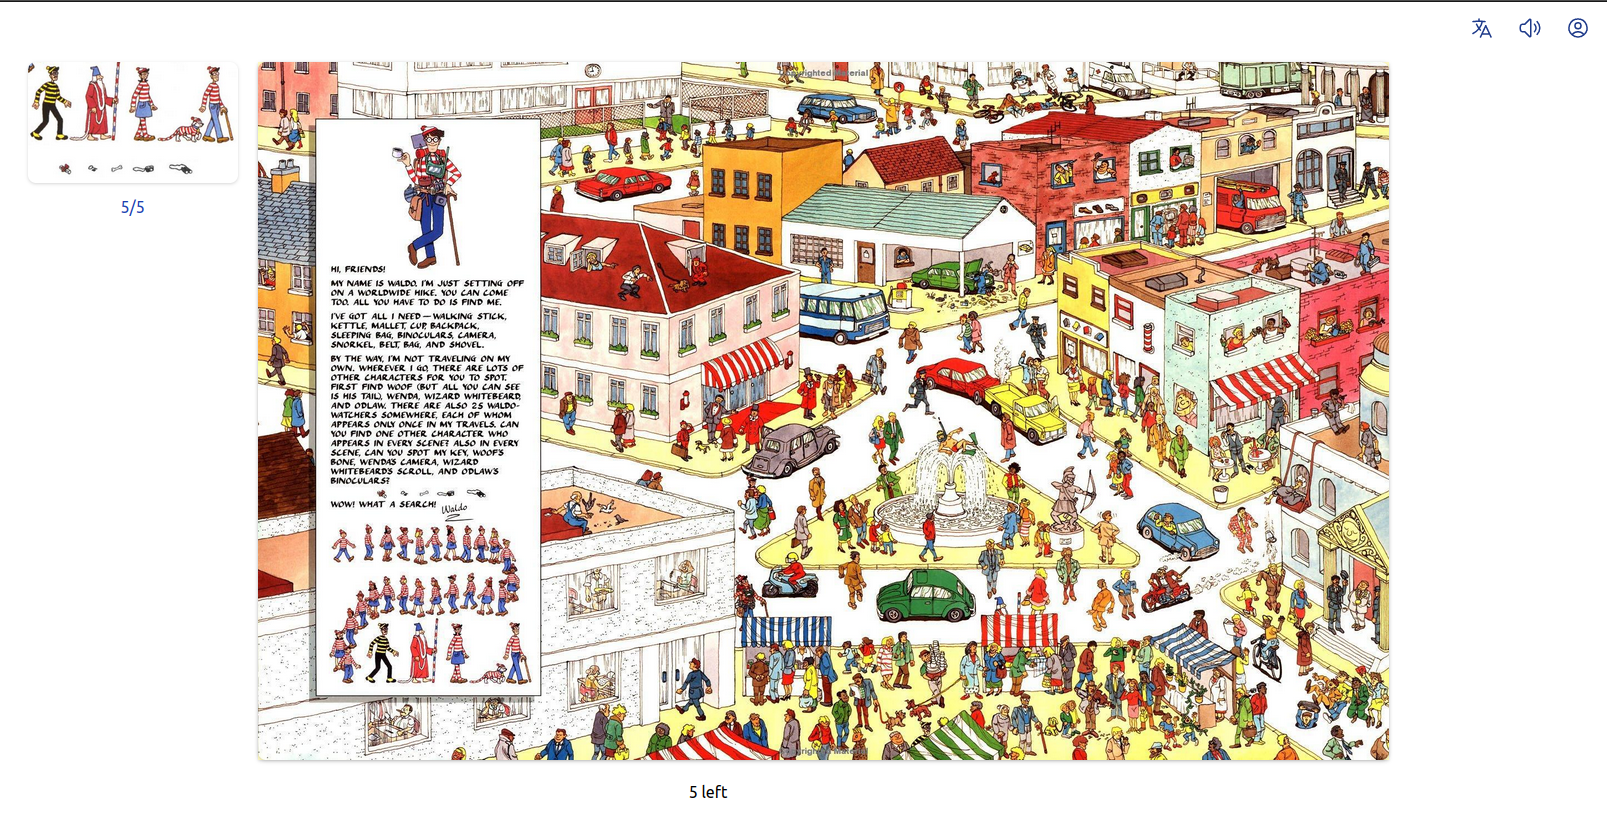 5/5
Copyrighted Material
HI, FRIENDS!
MY NAME IS WALDO. I'M JUST SETTING OFF
ON A WORLDWIDE HIKE. YOU CAN COME
TOO. ALL YOU HAVE TO DO IS FIND ME.
I'VE GOT ALL I NEED—WALKING STICK,
KETTLE, MALLET, CUP, BACKPACK,
SLEEPING BAG, BINOCULARS, CAMERA,
SNORKEL, BELT, BAG, AND SHOVEL.
BY THE WAY, I'M NOT TRAVELING ON MY
OWN. WHEREVER I GO, THERE ARE LOTS OF
OTHER CHARACTERS FOR YOU TO SPOT.
FIRST FIND WOOF (BUT ALL YOU CAN SEE
IS HIS TAIL), WENDA, WIZARD WHITEBEARD,
AND ODLAW. THERE ARE ALSO 25 WALDO-
WATCHERS SOMEWHERE, EACH OF WHOM
APPEARS ONLY ONCE IN MY TRAVELS. CAN
YOU FIND ONE OTHER CHARACTER WHO
APPEARS IN EVERY SCENE? ALSO IN EVERY
SCENE, CAN YOU SPOT MY KEY, WOOF'S
BONE, WENDA'S CAMERA, WIZARD
WHITEBEARD'S SCROLL, AND ODLAW'S
BINOCULARS?
WOW! WHAT A SEARCH!
Waldo
Copyrighted Material
5 left